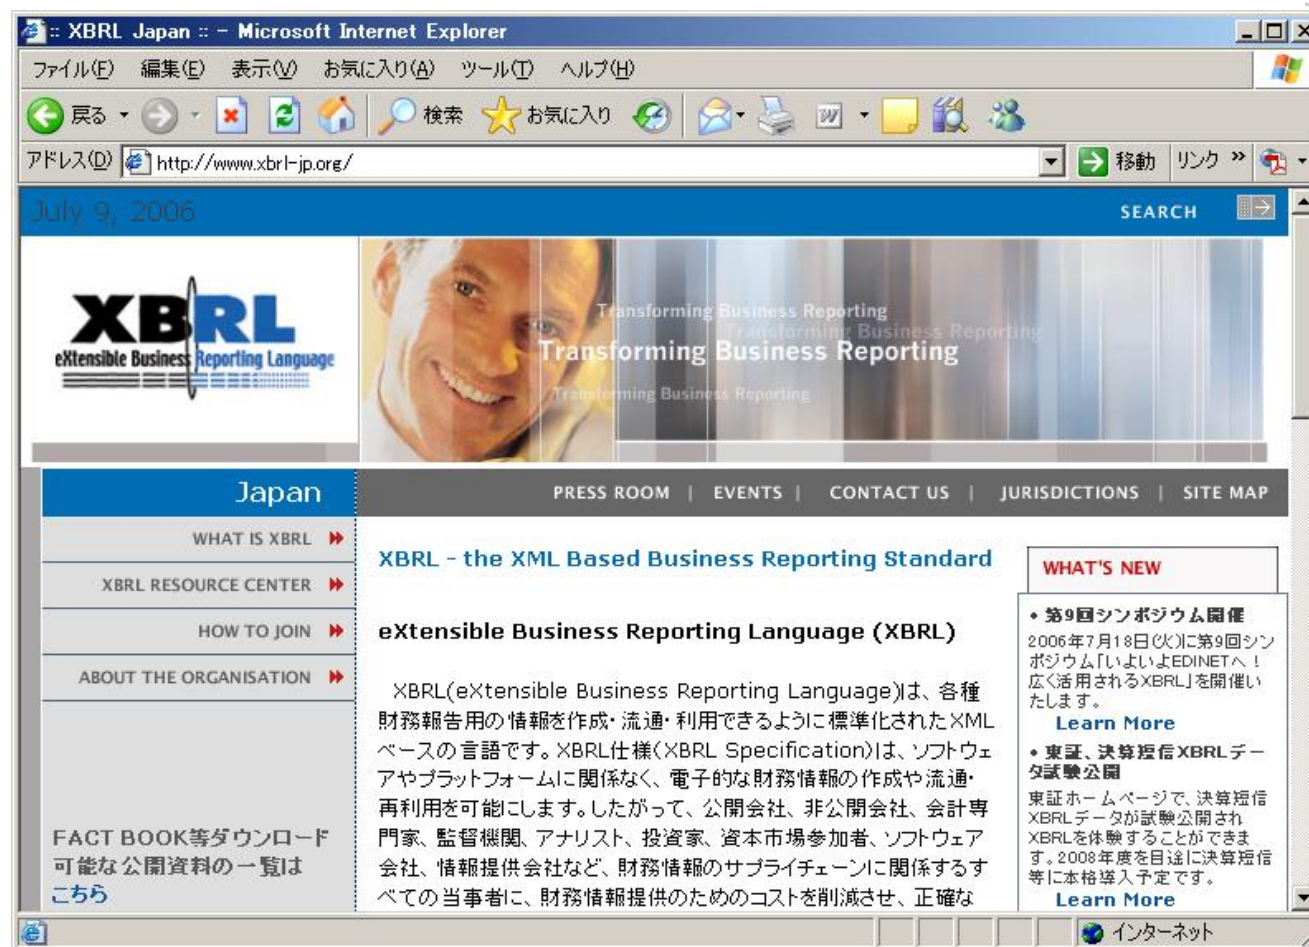 :: XBRL Japan :: - Microsoft Internet Explorer
ファイル(F) 編集(E) 表示(V) お気に入り(A) ツール(T) ヘルプ(H)
戻る 検索 お気に入り
アドレス(D) http://www.xbrl-jp.org/ 移動 リンク »
July 9, 2006 SEARCH
XBRL
eXtensible Business Reporting Language
Transforming Business Reporting
Transforming Business Reporting
Transforming Business Reporting
Transforming Business Reporting
Japan
PRESS ROOM | EVENTS | CONTACT US | JURISDICTIONS | SITE MAP
WHAT IS XBRL
XBRL RESOURCE CENTER
HOW TO JOIN
ABOUT THE ORGANISATION
FACT BOOK等ダウンロード
可能な公開資料の一覧は
こちら
XBRL - the XML Based Business Reporting Standard
eXtensible Business Reporting Language (XBRL)
XBRL(eXtensible Business Reporting Language)は、各種
財務報告用の情報を作成・流通・利用できるように標準化されたXML
ベースの言語です。XBRL仕様(XBRL Specification)は、ソフトウェ
アやプラットフォームに関係なく、電子的な財務情報の作成や流通・
再利用を可能にします。したがって、公開会社、非公開会社、会計専
門家、監督機関、アナリスト、投資家、資本市場参加者、ソフトウェア
会社、情報提供会社など、財務情報のサプライチェーンに関係するす
べての当事者に、財務情報提供のためのコストを削減させ、正確な
WHAT'S NEW
• 第9回シンポジウム開催
2006年7月18日(火)に第9回シン
ポジウム「いよいよEDINETへ！
広く活用されるXBRL」を開催い
たします。
Learn More
• 東証、決算短信XBRLデー
タ試験公開
東証ホームページで、決算短信
XBRLデータが試験公開され
XBRLを体験することができま
す。2008年度を目途に決算短信
等に本格導入予定です。
Learn More
インターネット